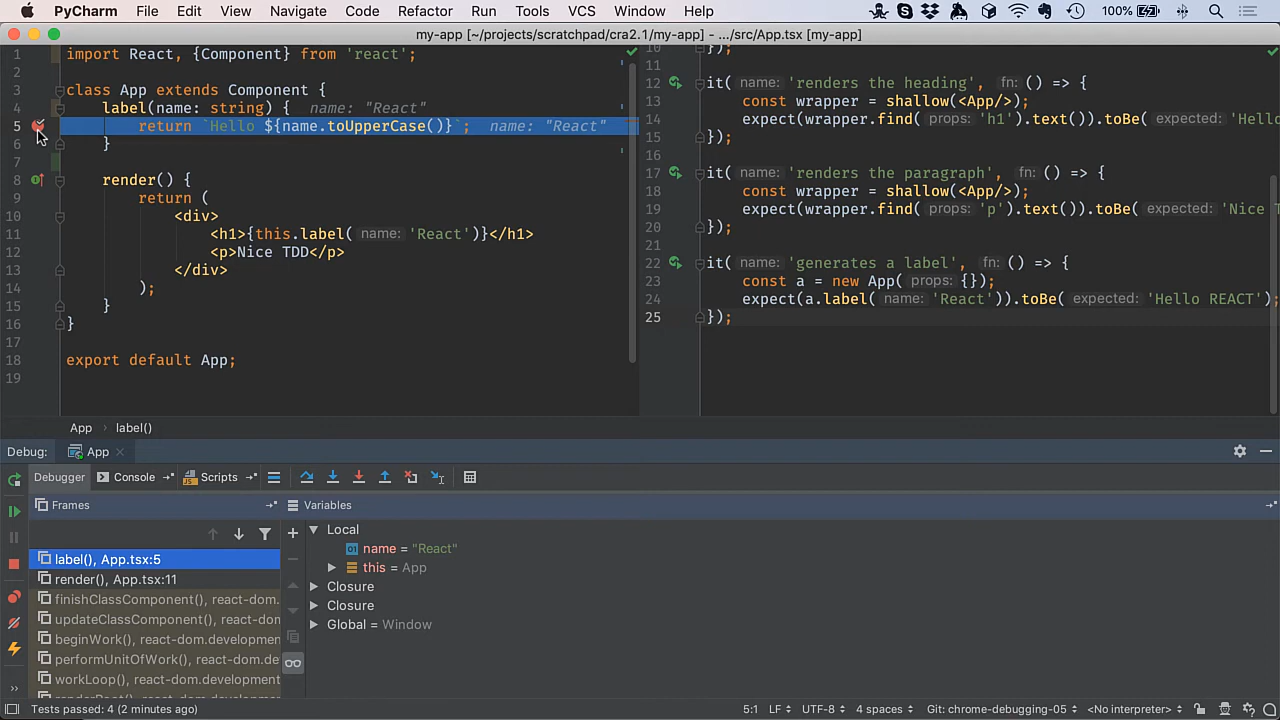 PyCharm File Edit View Navigate Code Refactor Run Tools VCS Window Help 100%
my-app [~/projects/scratchpad/cra2.1/my-app] - .../src/App.tsx [my-app]
1 import React, {Component} from 'react';
2
3 class App extends Component {
4 label(name: string) { name: "React"
5 return `Hello ${name.toUpperCase()}`; name: "React"
6 }
7
8 render() {
9 return (
10 <div>
11 <h1>{this.label( name: 'React')}</h1>
12 <p>Nice TDD</p>
13 </div>
14 );
15 }
16 }
17
18 export default App;
19
10 });
11
12 it( name: 'renders the heading', fn: () => {
13 const wrapper = shallow(<App/>);
14 expect(wrapper.find( props: 'h1').text()).toBe( expected: 'Hello
15 });
16
17 it( name: 'renders the paragraph', fn: () => {
18 const wrapper = shallow(<App/>);
19 expect(wrapper.find( props: 'p').text()).toBe( expected: 'Nice T
20 });
21
22 it( name: 'generates a label', fn: () => {
23 const a = new App( props: {});
24 expect(a.label( name: 'React')).toBe( expected: 'Hello REACT');
25 });
App › label()
Debug: App
Debugger Console Scripts
Frames Variables
Local
name = "React"
this = App
Closure
Closure
Global = Window
label(), App.tsx:5
render(), App.tsx:11
finishClassComponent(), react-dom.
updateClassComponent(), react-dom
beginWork(), react-dom.developmen
performUnitOfWork(), react-dom.de
workLoop(), react-dom.developmen
Tests passed: 4 (2 minutes ago) 5:1 LF UTF-8 4 spaces Git: chrome-debugging-05 <No interpreter>